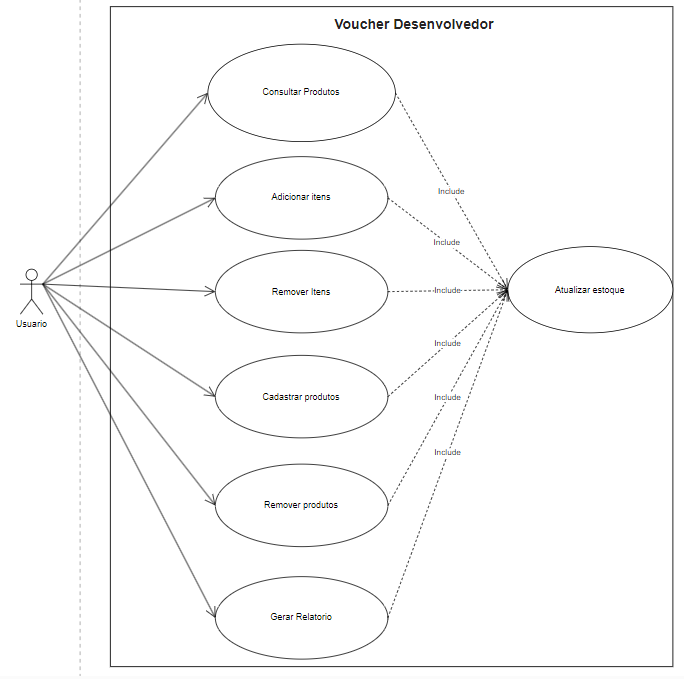 Voucher Desenvolvedor
Consultar Produtos
Include
Adicionar itens
Include
Usuario
Remover Itens
Include
Atualizar estoque
Include
Cadastrar produtos
Include
Include
Remover produtos
Gerar Relatorio